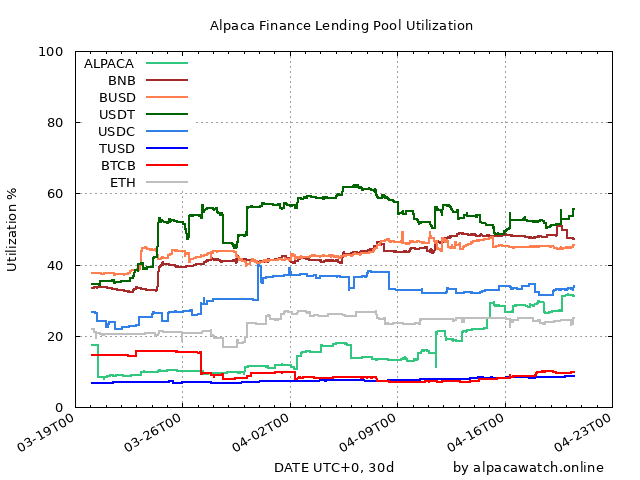 Alpaca Finance Lending Pool Utilization
100
80
60
40
20
0
Utilization %
ALPACA
BNB
BUSD
USDT
USDC
TUSD
BTCB
ETH
03-19T00
03-26T00
04-02T00
04-09T00
04-16T00
04-23T00
DATE UTC+0, 30d
by alpacawatch.online